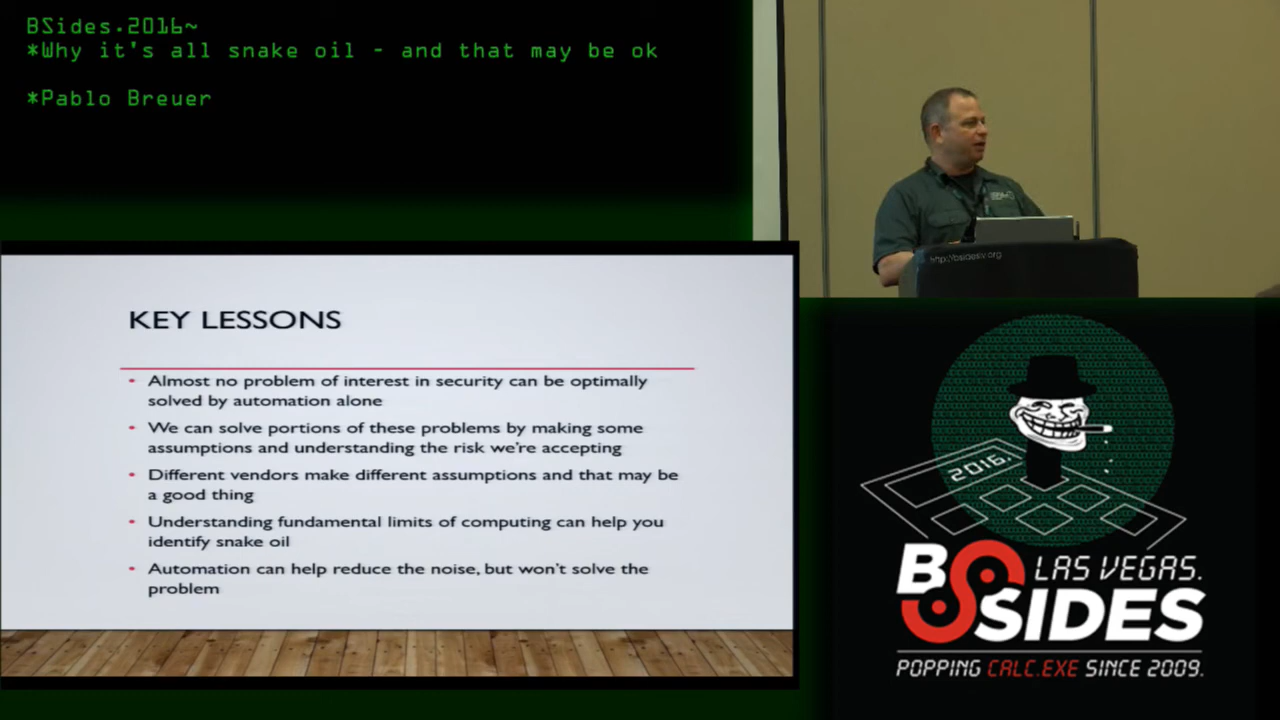 BSides.2016~
*Why it's all snake oil - and that may be ok
*Pablo Breuer
http://bsideslv.org
KEY LESSONS
• Almost no problem of interest in security can be optimally
solved by automation alone
• We can solve portions of these problems by making some
assumptions and understanding the risk we're accepting
• Different vendors make different assumptions and that may be
a good thing
• Understanding fundamental limits of computing can help you
identify snake oil
• Automation can help reduce the noise, but won't solve the
problem
2016.
BSIDES
LAS VEGAS.
POPPING CALC.EXE SINCE 2009.